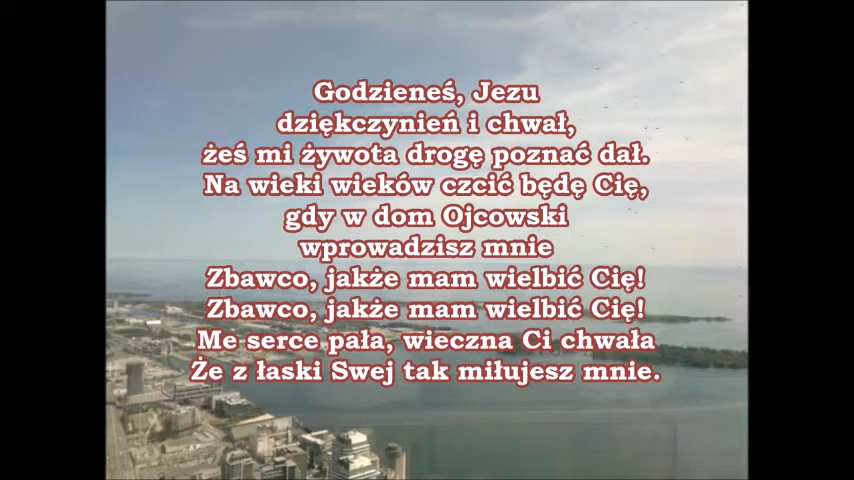 Godzieneś, Jezu
dziękczynień i chwał,
żeś mi żywota drogę poznać dał.
Na wieki wieków czcić będę Cię,
gdy w dom Ojcowski
wprowadzisz mnie
Zbawco, jakże mam wielbić Cię!
Zbawco, jakże mam wielbić Cię!
Me serce pała, wieczna Ci chwała
Że z łaski Swej tak miłujesz mnie.